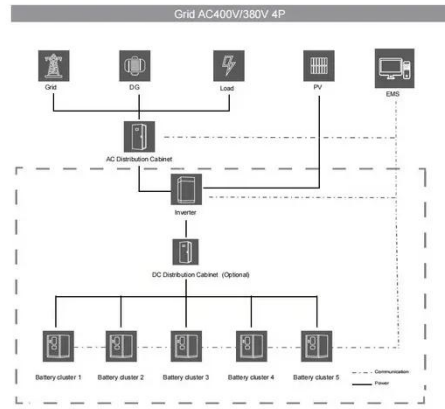 Grid AC400V/380V 4P
Grid
DG
Load
PV
EMS
AC Distribution Cabinet
Inverter
DC Distribution Cabinet (Optional)
Battery cluster 1
Battery cluster 2
Battery cluster 3
Battery cluster 4
Battery cluster 5
Communication
Power